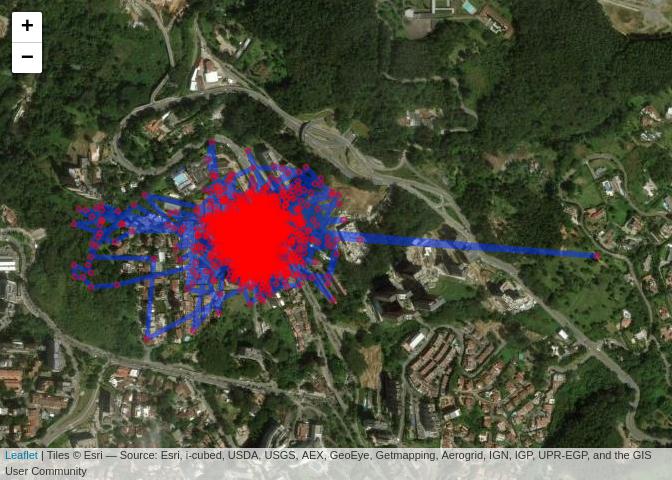 +
−
Leaflet | Tiles © Esri — Source: Esri, i-cubed, USDA, USGS, AEX, GeoEye, Getmapping, Aerogrid, IGN, IGP, UPR-EGP, and the GIS
User Community